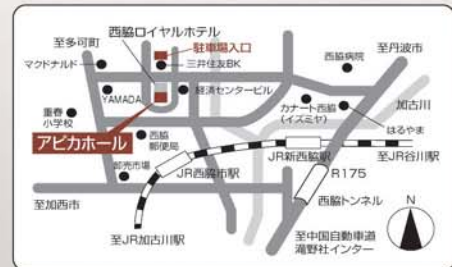 至多可町
西脇ロイヤルホテル
至丹波市
駐車場入口
マクドナルド
三井住友BK
西脇病院
YAMADA
経済センタービル
加古川
重春
小学校
カナート西脇
(イズミヤ)
はるやま
アピカホール
西脇
郵便局
卸売市場
JR西脇市駅
JR新西脇駅
至JR谷川駅
R175
至加西市
西脇トンネル
至JR加古川駅
至中国自動車道
滝野社インター
N